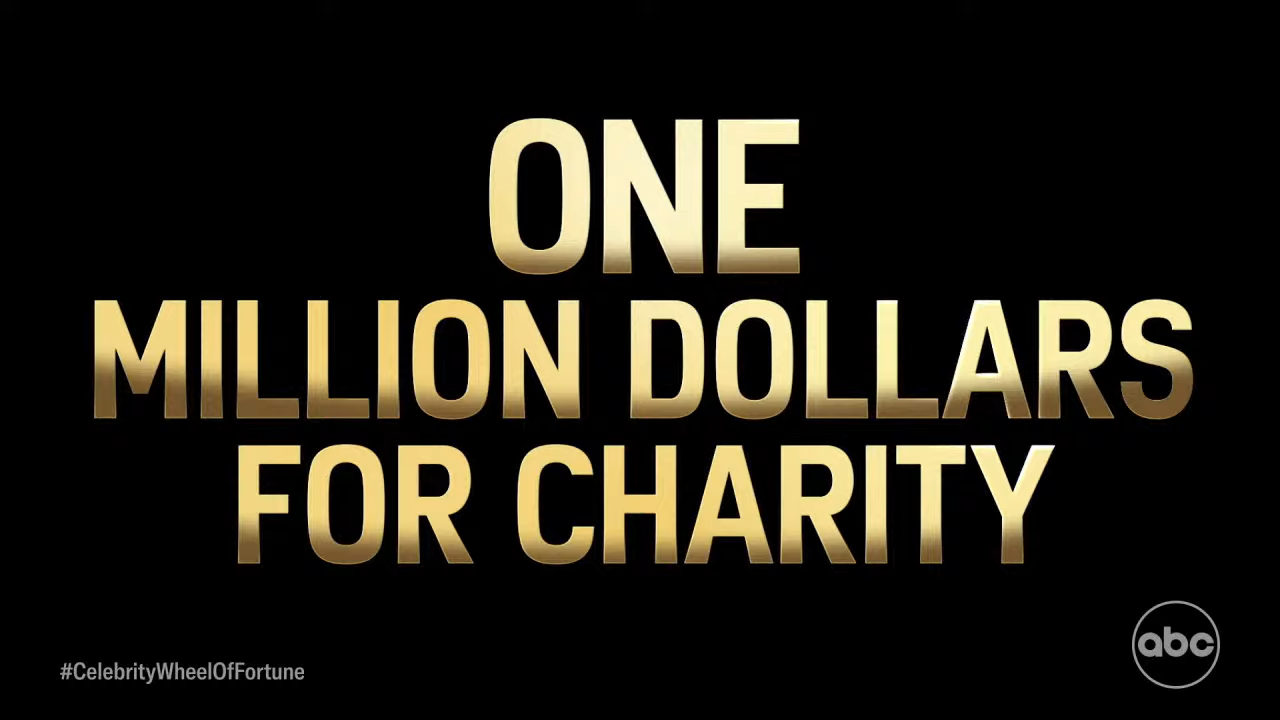 ONE
MILLION DOLLARS
FOR CHARITY
#CelebrityWheelOfFortune
abc